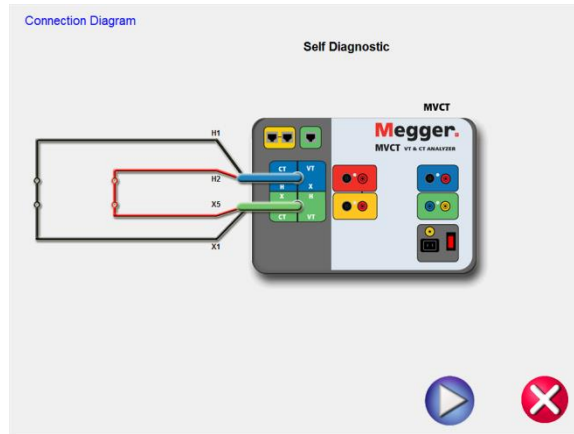 Connection Diagram
Self Diagnostic
MVCT
Megger.
MVCT VT & CT ANALYZER
H1
H2
X5
X1
CT VT
H X
X H
CT VT